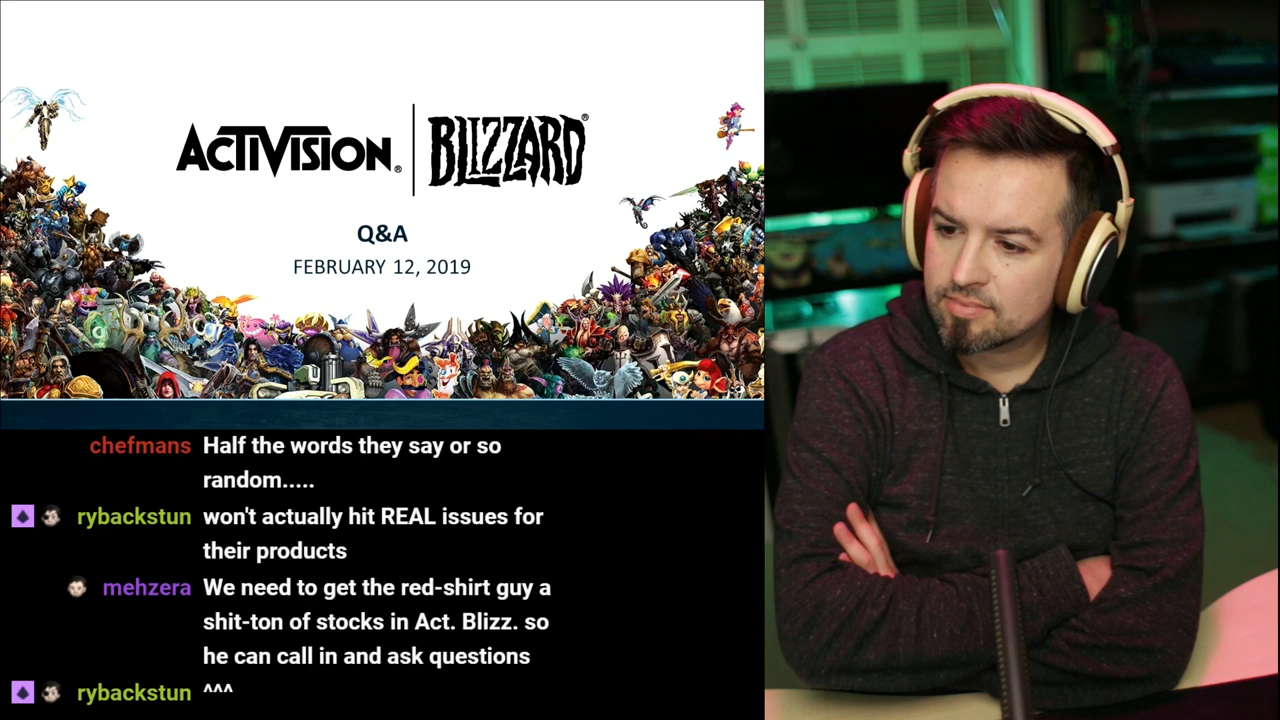 ACTIVISION® BLIZZARD®
Q&A
FEBRUARY 12, 2019
chefmans Half the words they say or so
random.....
rybackstun won't actually hit REAL issues for
their products
mehzera We need to get the red-shirt guy a
shit-ton of stocks in Act. Blizz. so
he can call in and ask questions
rybackstun ^^^